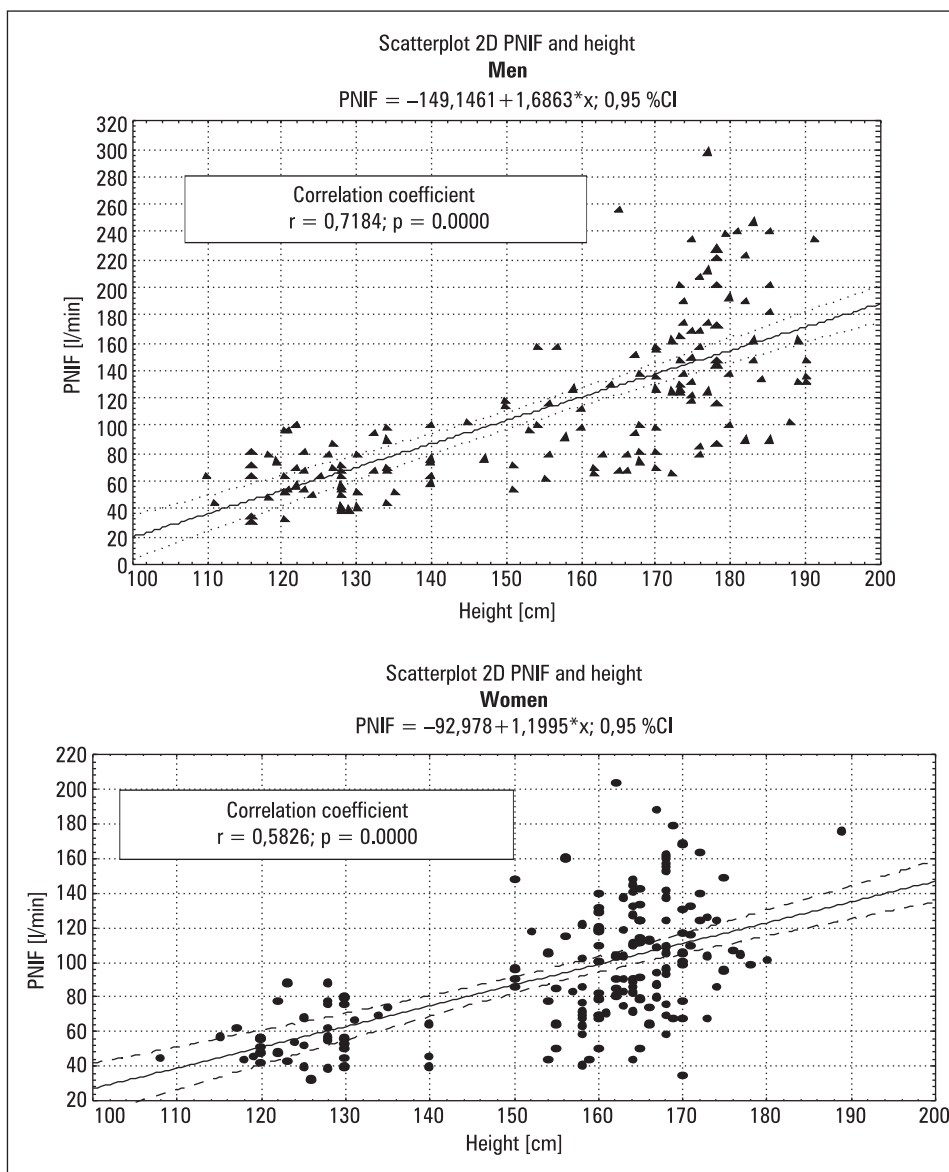 Scatterplot 2D PNIF and height
Men
PNIF = –149,1461+1,6863*x; 0,95 %CI
320
300
280
260
240
220
200
180
160
140
120
100
80
60
40
20
0
PNIF [l/min]
Correlation coefficient
r = 0,7184; p = 0.0000
100 110 120 130 140 150 160 170 180 190 200
Height [cm]
Scatterplot 2D PNIF and height
Women
PNIF = –92,978+1,1995*x; 0,95 %CI
220
200
180
160
140
120
100
80
60
40
20
PNIF [l/min]
Correlation coefficient
r = 0,5826; p = 0.0000
100 110 120 130 140 150 160 170 180 190 200
Height [cm]